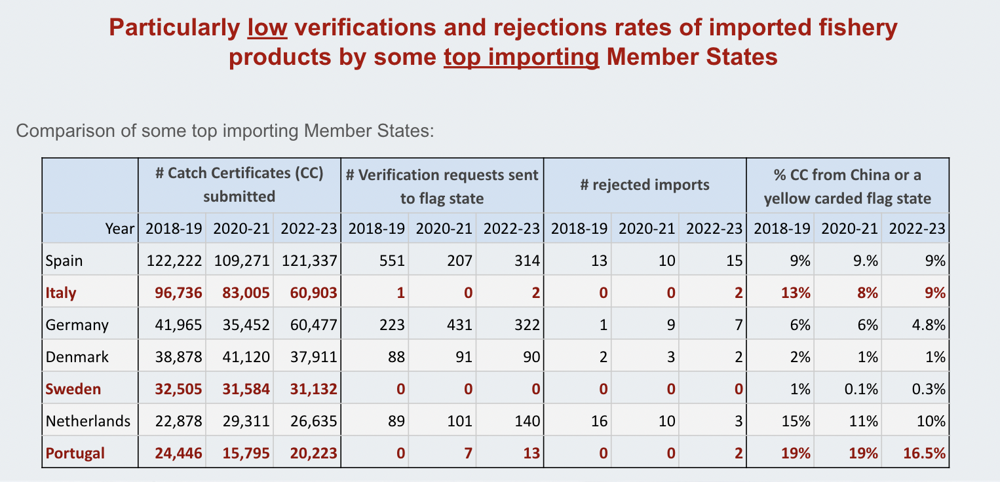 Particularly low verifications and rejections rates of imported fishery
products by some top importing Member States
Comparison of some top importing Member States:
# Catch Certificates (CC) submitted # Verification requests sent to flag state # rejected imports % CC from China or a yellow carded flag state
Year 2018-19 2020-21 2022-23 2018-19 2020-21 2022-23 2018-19 2020-21 2022-23 2018-19 2020-21 2022-23
Spain 122,222 109,271 121,337 551 207 314 13 10 15 9% 9.% 9%
Italy 96,736 83,005 60,903 1 0 2 0 0 2 13% 8% 9%
Germany 41,965 35,452 60,477 223 431 322 1 9 7 6% 6% 4.8%
Denmark 38,878 41,120 37,911 88 91 90 2 3 2 2% 1% 1%
Sweden 32,505 31,584 31,132 0 0 0 0 0 0 1% 0.1% 0.3%
Netherlands 22,878 29,311 26,635 89 101 140 16 10 3 15% 11% 10%
Portugal 24,446 15,795 20,223 0 7 13 0 0 2 19% 19% 16.5%